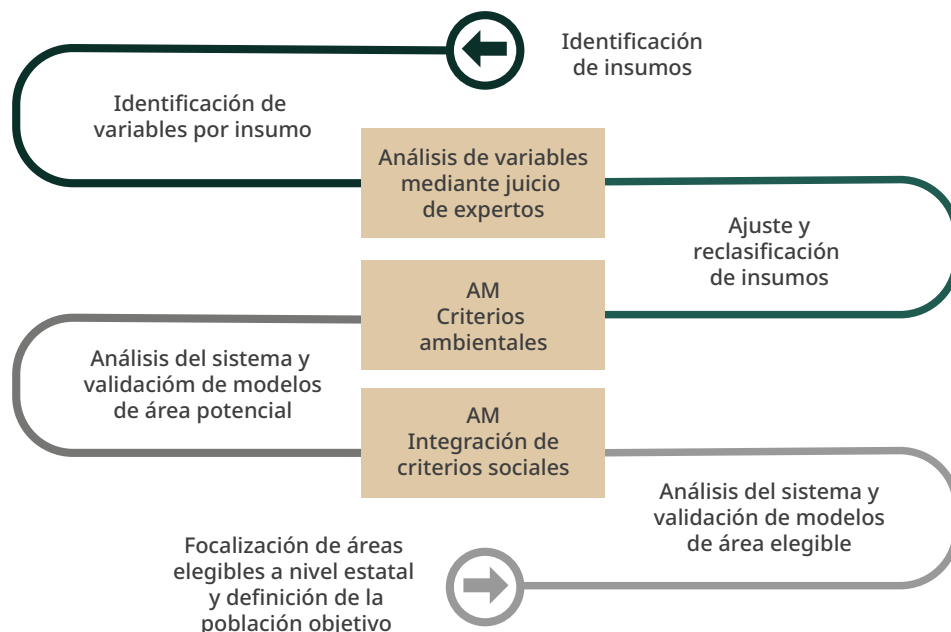 Identificación
de insumos
Identificación de
variables por insumo
Análisis de variables
mediante juicio
de expertos
Ajuste y
reclasificación
de insumos
AM
Criterios
ambientales
Análisis del sistema y
validacióm de modelos
de área potencial
AM
Integración de
criterios sociales
Análisis del sistema y
validación de modelos
de área elegible
Focalización de áreas
elegibles a nivel estatal
y definición de la
población objetivo